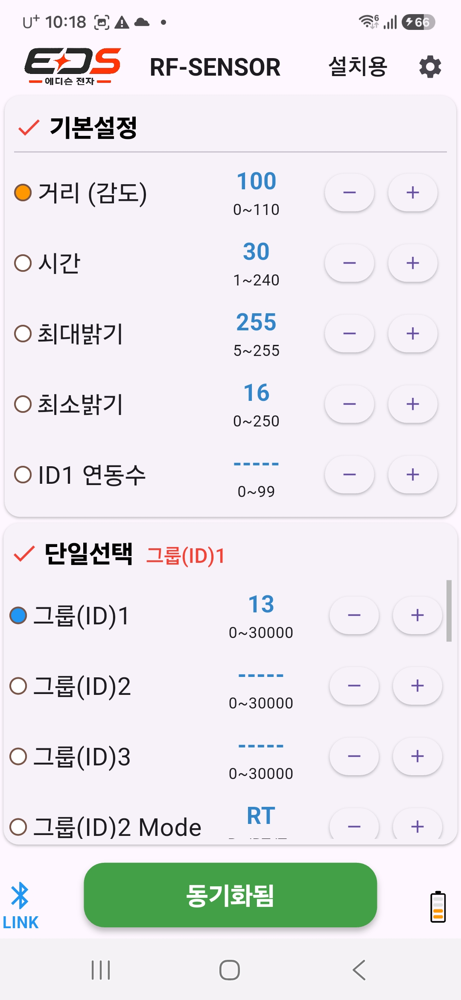 U+ 10:18 6 66
EDS
에디슨 전자
RF-SENSOR 설치용
기본설정
거리 (감도) 100
0~110
시간 30
1~240
최대밝기 255
5~255
최소밝기 16
0~250
ID1 연동수 -----
0~99
단일선택 그룹(ID)1
그룹(ID)1 13
0~30000
그룹(ID)2 -----
0~30000
그룹(ID)3 -----
0~30000
그룹(ID)2 Mode RT
동기화됨
LINK